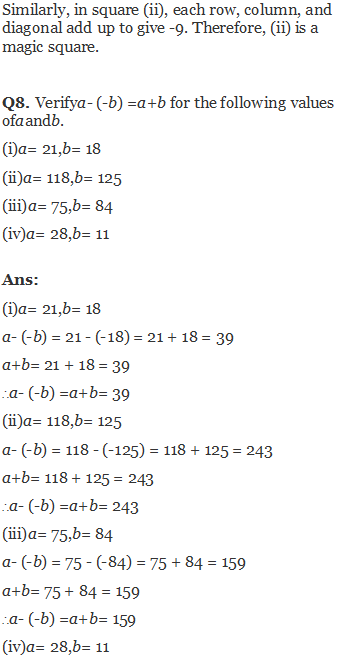 Similarly, in square (ii), each row, column, and
diagonal add up to give -9. Therefore, (ii) is a
magic square.
Q8. Verifya- (-b) =a+b for the following values
ofaandb.
(i)a= 21,b= 18
(ii)a= 118,b= 125
(iii)a= 75,b= 84
(iv)a= 28,b= 11
Ans:
(i)a= 21,b= 18
a- (-b) = 21 - (-18) = 21 + 18 = 39
a+b= 21 + 18 = 39
∴a- (-b) =a+b= 39
(ii)a= 118,b= 125
a- (-b) = 118 - (-125) = 118 + 125 = 243
a+b= 118 + 125 = 243
∴a- (-b) =a+b= 243
(iii)a= 75,b= 84
a- (-b) = 75 - (-84) = 75 + 84 = 159
a+b= 75 + 84 = 159
∴a- (-b) =a+b= 159
(iv)a= 28,b= 11